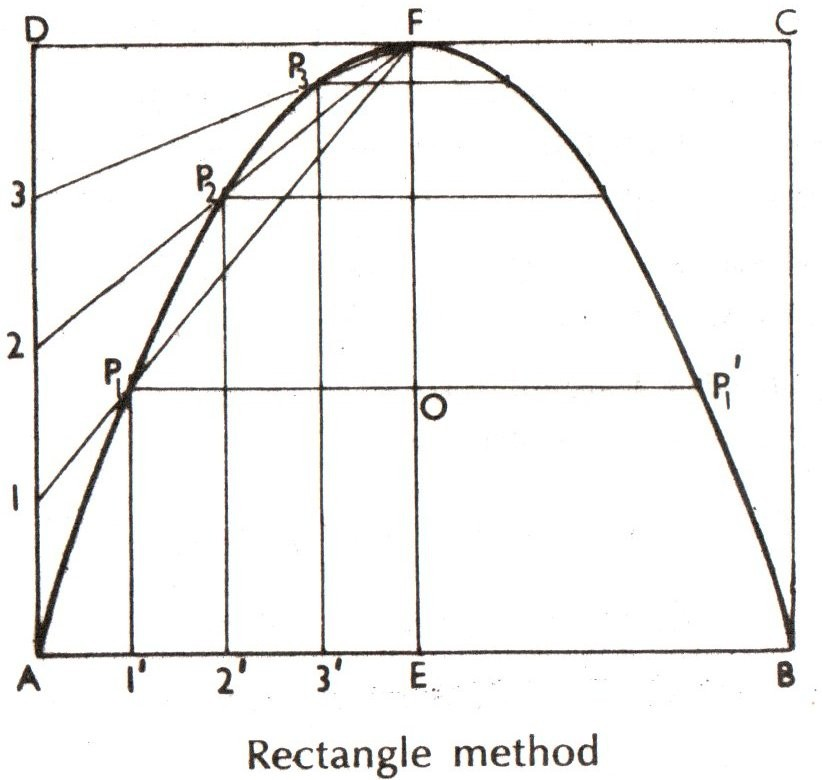 D F C
P₃
3 P₂
2
P₁ P₁'
O
1
A 1' 2' 3' E B
Rectangle method